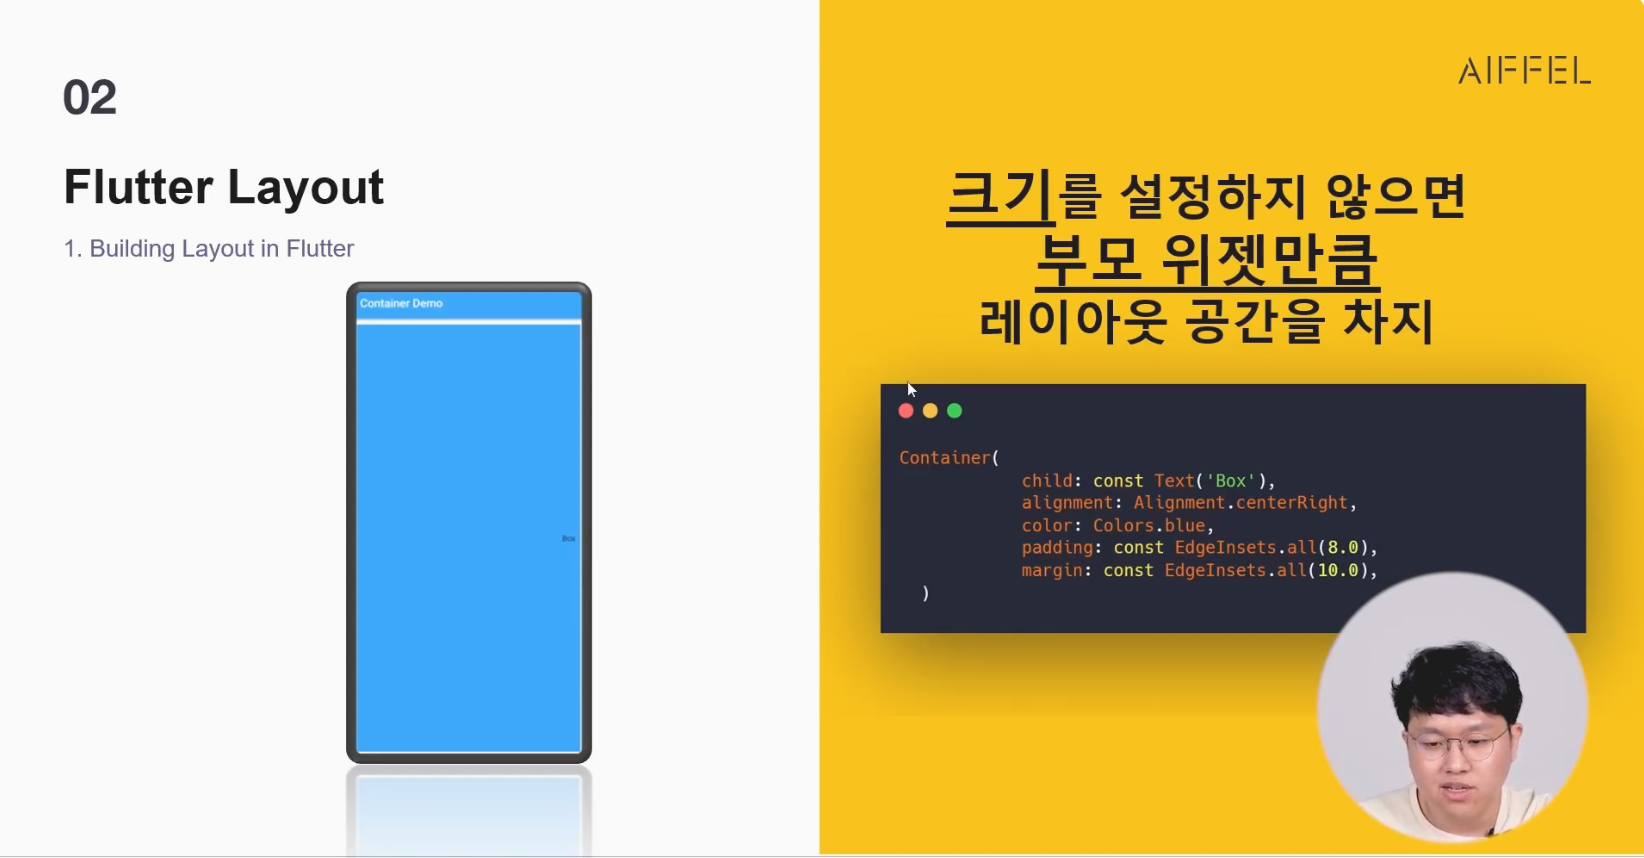 02
Flutter Layout
1. Building Layout in Flutter
Container Demo
Box
AIFFEL
크기를 설정하지 않으면
부모 위젯만큼
레이아웃 공간을 차지
Container(
child: const Text('Box'),
alignment: Alignment.centerRight,
color: Colors.blue,
padding: const EdgeInsets.all(8.0),
margin: const EdgeInsets.all(10.0),
)